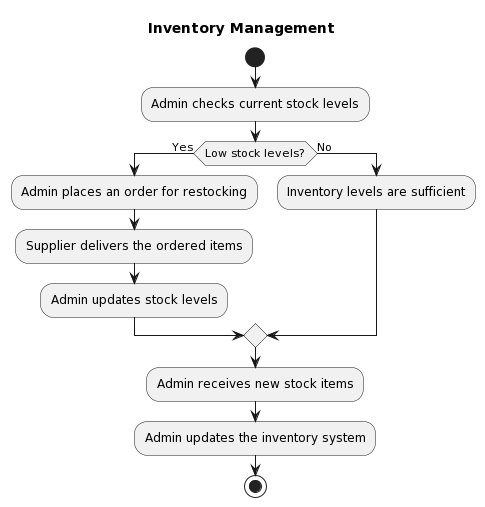 Inventory Management
Admin checks current stock levels
Yes
Low stock levels?
No
Admin places an order for restocking
Inventory levels are sufficient
Supplier delivers the ordered items
Admin updates stock levels
Admin receives new stock items
Admin updates the inventory system